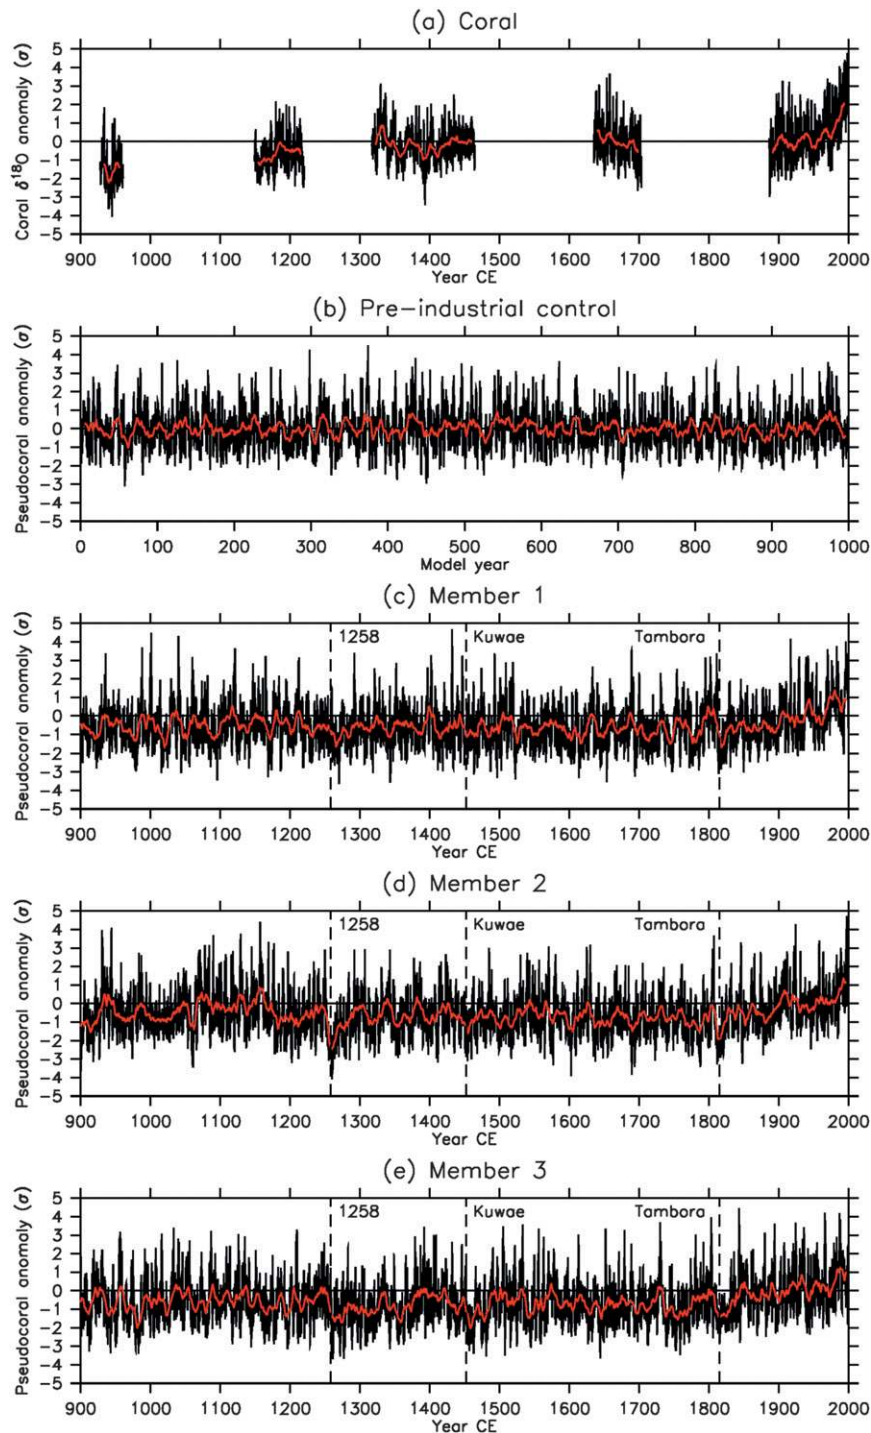 (a) Coral
Coral δ18O anomaly (σ)
5
4
3
2
1
0
-1
-2
-3
-4
-5
900 1000 1100 1200 1300 1400 1500 1600 1700 1800 1900 2000
Year CE
(b) Pre-industrial control
Pseudocoral anomaly (σ)
5
4
3
2
1
0
-1
-2
-3
-4
-5
0 100 200 300 400 500 600 700 800 900 1000
Model year
(c) Member 1
Pseudocoral anomaly (σ)
5
4
3
2
1
0
-1
-2
-3
-4
-5
1258 Kuwae Tambora
900 1000 1100 1200 1300 1400 1500 1600 1700 1800 1900 2000
Year CE
(d) Member 2
Pseudocoral anomaly (σ)
5
4
3
2
1
0
-1
-2
-3
-4
-5
1258 Kuwae Tambora
900 1000 1100 1200 1300 1400 1500 1600 1700 1800 1900 2000
Year CE
(e) Member 3
Pseudocoral anomaly (σ)
5
4
3
2
1
0
-1
-2
-3
-4
-5
1258 Kuwae Tambora
900 1000 1100 1200 1300 1400 1500 1600 1700 1800 1900 2000
Year CE